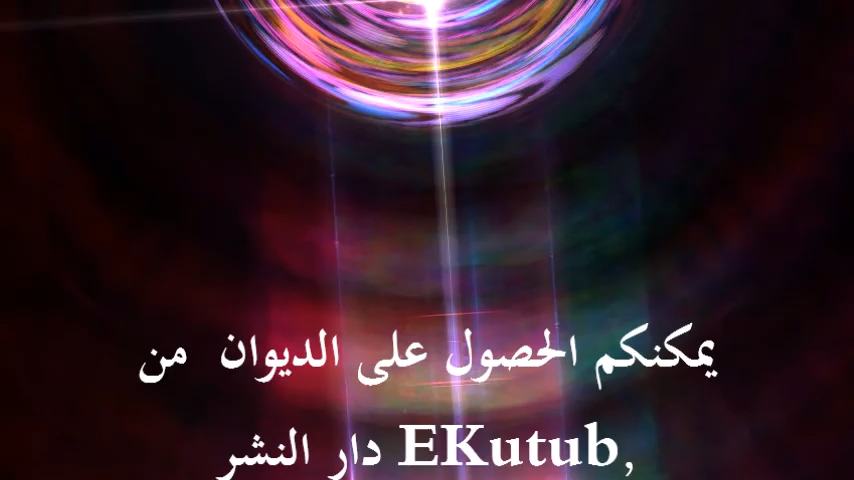 يمكنكم الحصول على الديوان من
دار النشر EKutub,